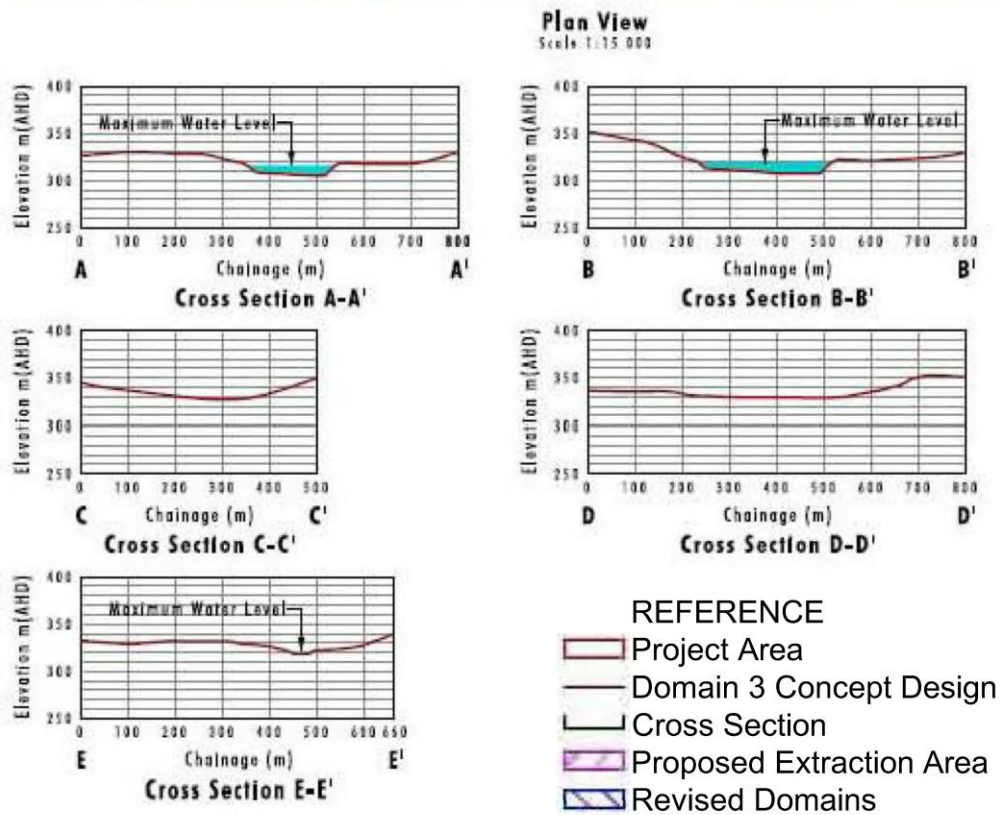 Plan View
Scale 1:15 000
Elevation m(AHD)
400
350
300
250
Maximum Water Level
0 100 200 300 400 500 600 700 800
A Chainage (m) A'
Cross Section A-A'
Elevation m(AHD)
400
350
300
250
Maximum Water Level
0 100 200 300 400 500 600 700 800
B Chainage (m) B'
Cross Section B-B'
Elevation m(AHD)
400
350
300
250
0 100 200 300 400 500
C Chainage (m) C'
Cross Section C-C'
Elevation m(AHD)
400
350
300
250
0 100 200 300 400 500 600 700 800
D Chainage (m) D'
Cross Section D-D'
Elevation m(AHD)
400
350
300
250
Maximum Water Level
0 100 200 300 400 500 600 650
E Chainage (m) E'
Cross Section E-E'
REFERENCE
Project Area
Domain 3 Concept Design
Cross Section
Proposed Extraction Area
Revised Domains